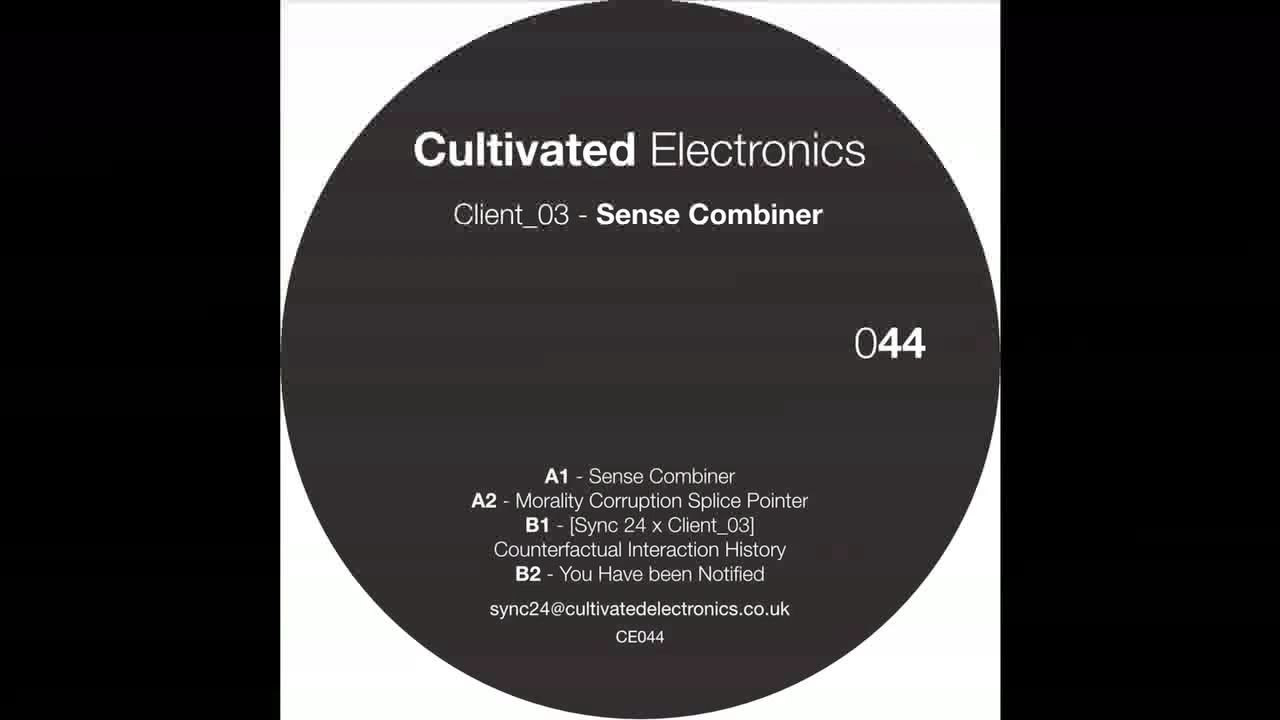 Cultivated Electronics
Client_03 - Sense Combiner
044
A1 - Sense Combiner
A2 - Morality Corruption Splice Pointer
B1 - [Sync 24 x Client_03]
Counterfactual Interaction History
B2 - You Have been Notified
sync24@cultivatedelectronics.co.uk
CE044